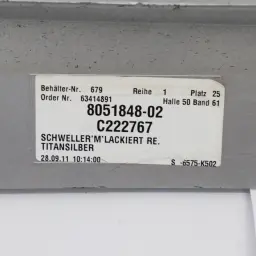 Behälter-Nr. 679 Reihe 1 Platz 25
Order Nr. 63414891 Halle 50 Band 61
8051848-02
C222767
SCHWELLER'M'LACKIERT RE.
TITANSILBER
28.09.11 10:14:00 S -6575-K502